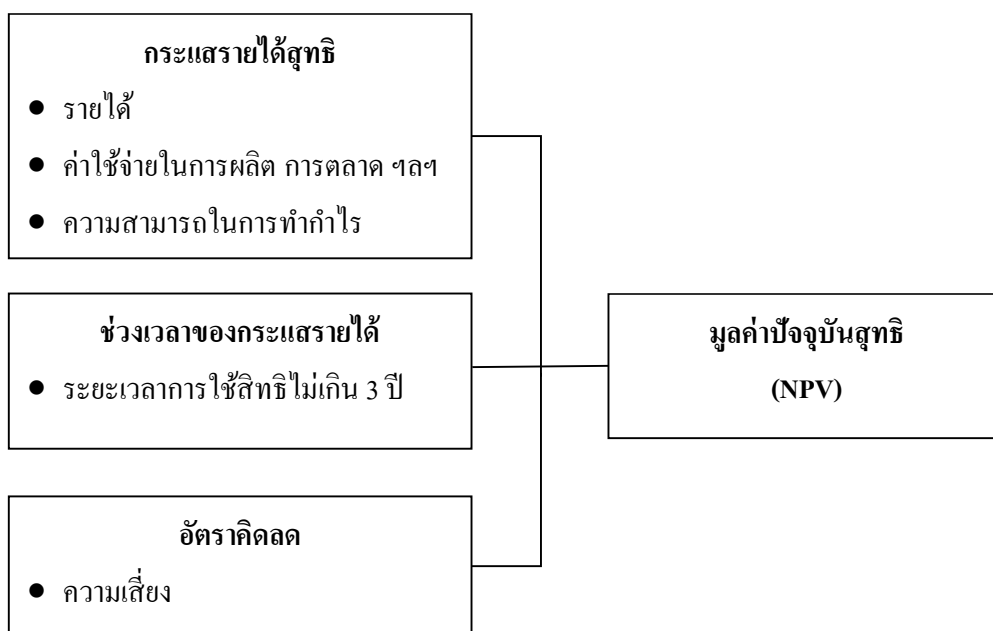 กระแสรายได้สุทธิ
● รายได้
● ค่าใช้จ่ายในการผลิต การตลาด ฯลฯ
● ความสามารถในการทำกำไร
ช่วงเวลาของกระแสรายได้
● ระยะเวลาการใช้สิทธิไม่เกิน 3 ปี
อัตราคิดลด
● ความเสี่ยง
มูลค่าปัจจุบันสุทธิ
(NPV)